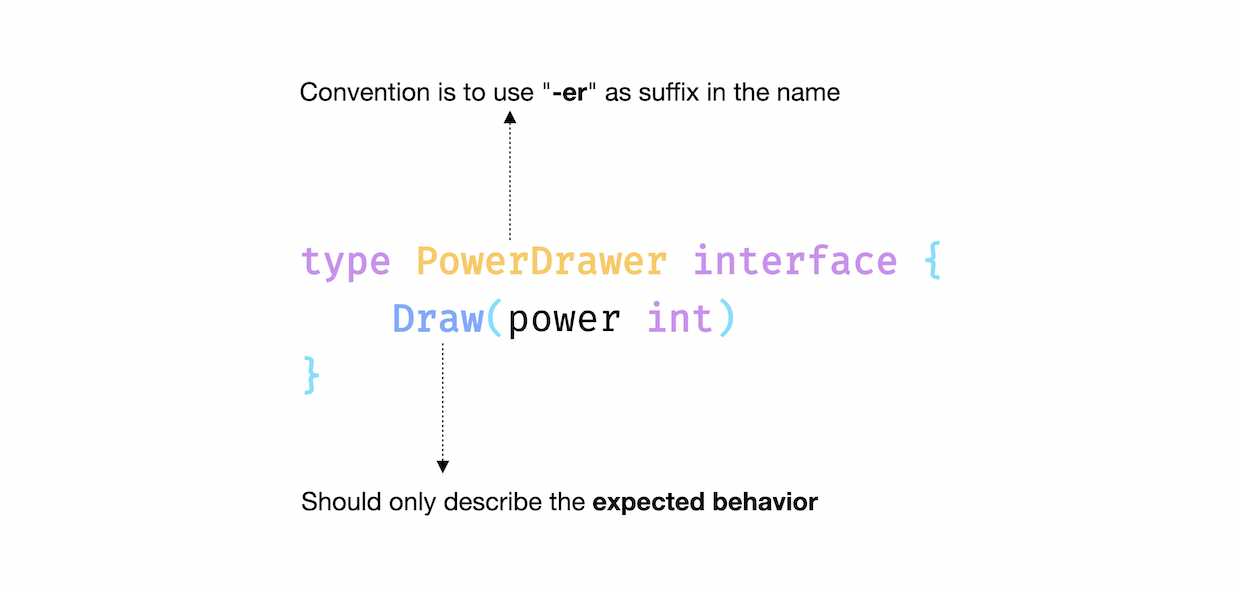 Convention is to use "-er" as suffix in the name
type PowerDrawer interface {
Draw(power int)
}
Should only describe the expected behavior